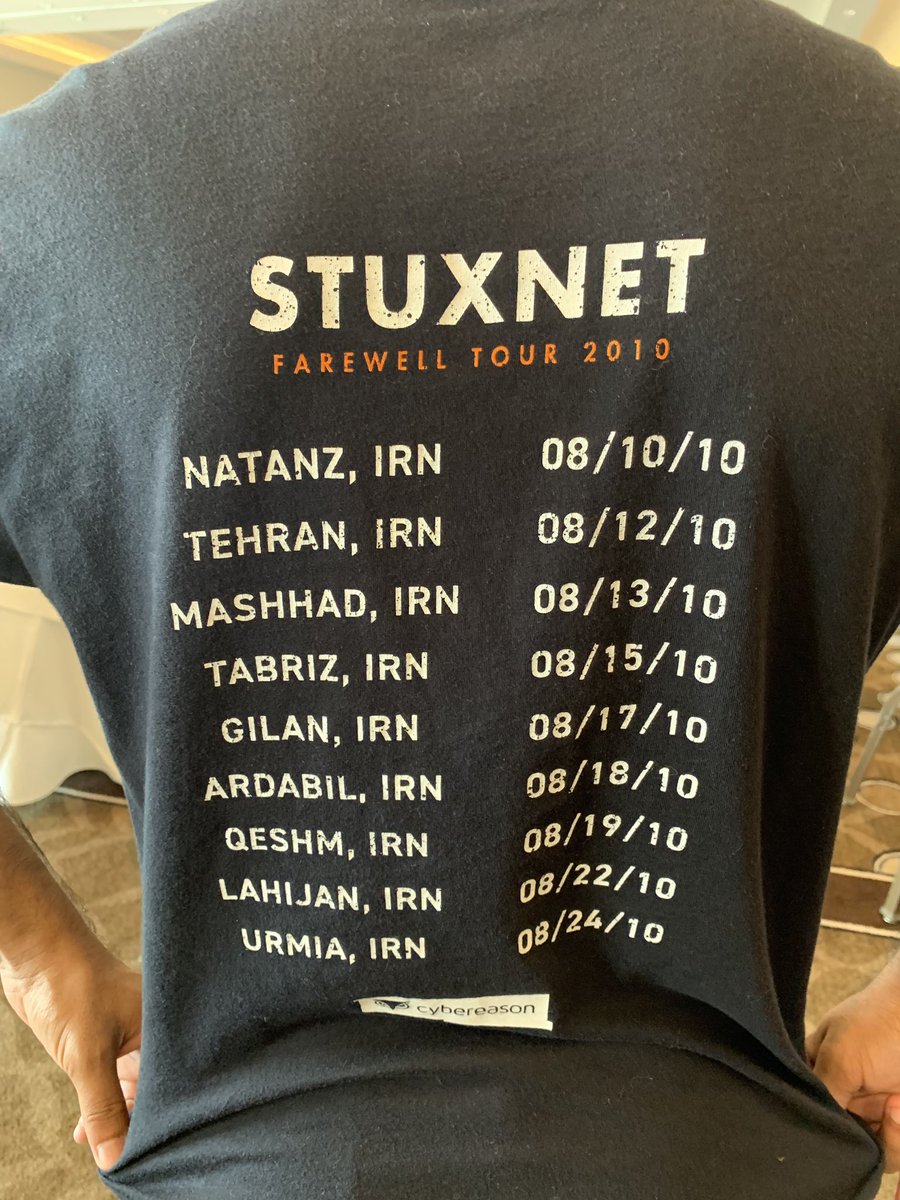 STUXNET
FAREWELL TOUR 2010
NATANZ, IRN 08/10/10
TEHRAN, IRN 08/12/10
MASHHAD, IRN 08/13/10
TABRIZ, IRN 08/15/10
GILAN, IRN 08/17/10
ARDABIL, IRN 08/18/10
QESHM, IRN 08/19/10
LAHIJAN, IRN 08/22/10
URMIA, IRN 08/24/10
cybereason